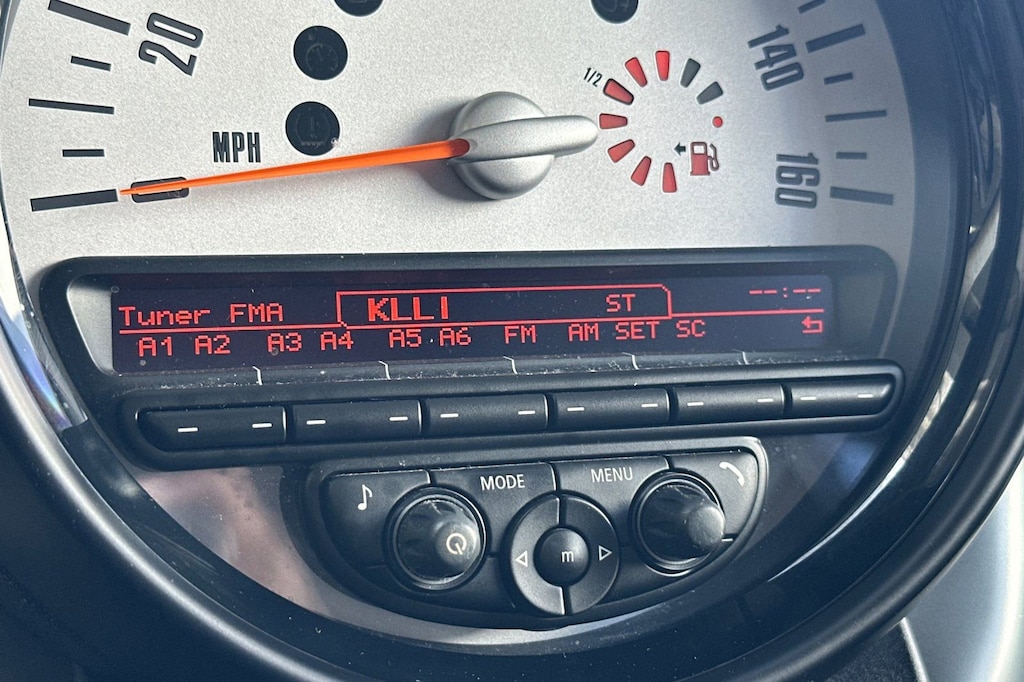 20
140
1/2
MPH
160
Tuner FMA KLLI ST --:--
A1 A2 A3 A4 A5 A6 FM AM SET SC
MODE MENU
m